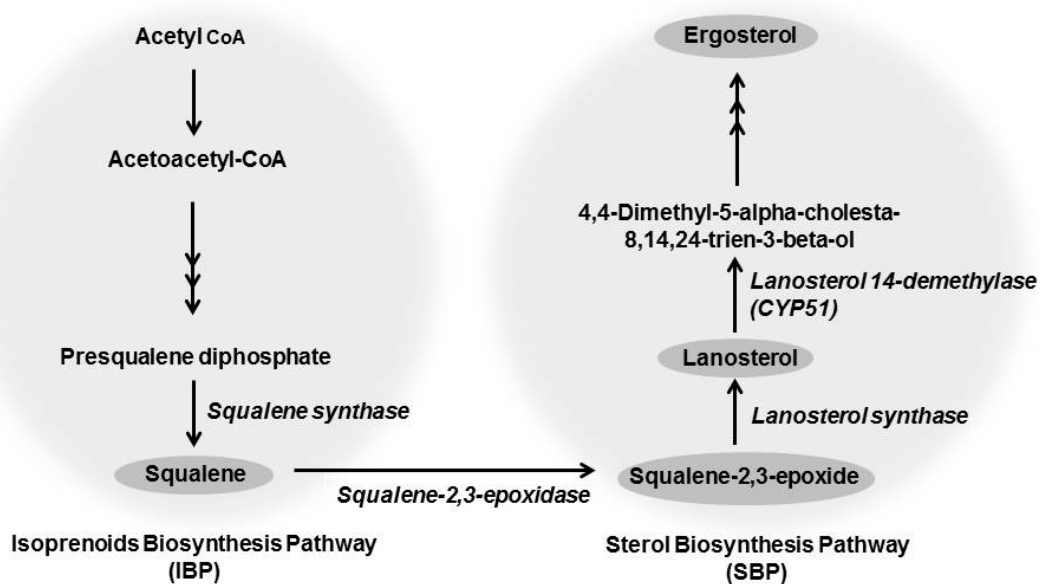 Acetyl CoA
Acetoacetyl-CoA
Presqualene diphosphate
Squalene synthase
Squalene
Squalene-2,3-epoxidase
Isoprenoids Biosynthesis Pathway
(IBP)
Ergosterol
4,4-Dimethyl-5-alpha-cholesta-
8,14,24-trien-3-beta-ol
Lanosterol 14-demethylase
(CYP51)
Lanosterol
Lanosterol synthase
Squalene-2,3-epoxide
Sterol Biosynthesis Pathway
(SBP)